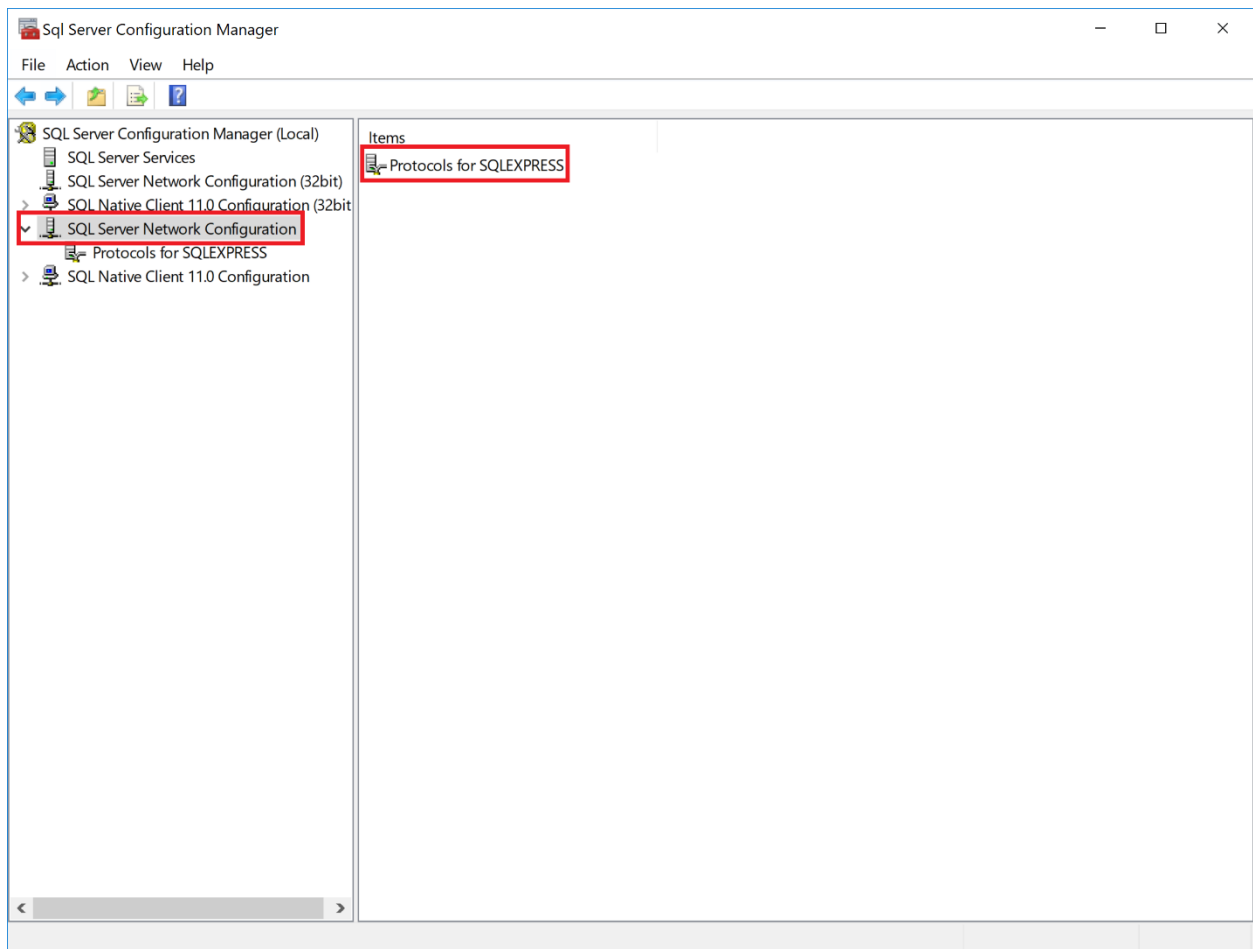 Sql Server Configuration Manager
File Action View Help
SQL Server Configuration Manager (Local)
SQL Server Services
SQL Server Network Configuration (32bit)
SQL Native Client 11.0 Configuration (32bit
SQL Server Network Configuration
Protocols for SQLEXPRESS
SQL Native Client 11.0 Configuration
Items
Protocols for SQLEXPRESS